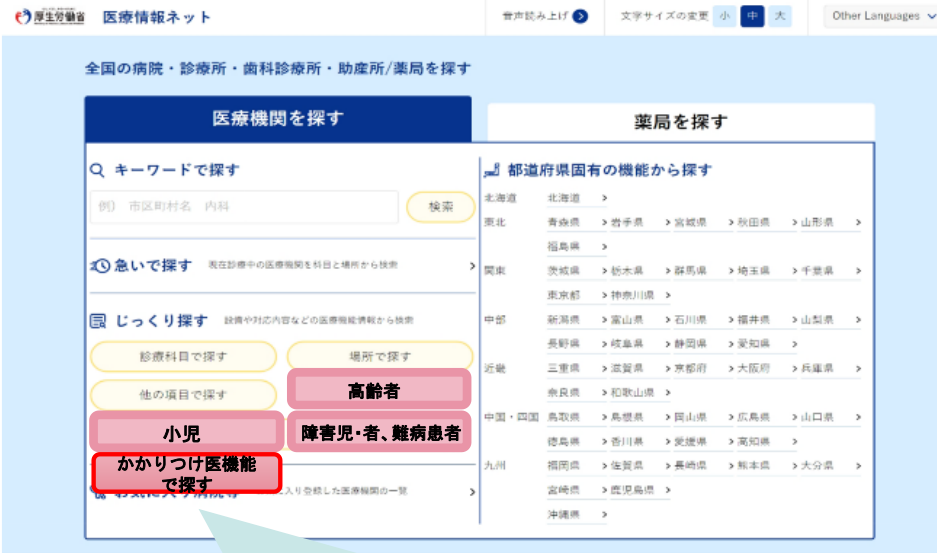 厚生労働省 医療情報ネット
音声読み上げ
文字サイズの変更 小 中 大
Other Languages
全国の病院・診療所・歯科診療所・助産所/薬局を探す
医療機関を探す
薬局を探す
キーワードで探す
例) 市区町村名 内科
検索
急いで探す 現在診療中の医療機関を科目と場所から検索
じっくり探す 設備や対応内容などの医療機能情報から検索
診療科目で探す
場所で探す
他の項目で探す
高齢者
小児
障害児・者、難病患者
かかりつけ医機能
で探す
入り登録した医療機関の一覧
都道府県固有の機能から探す
北海道 北海道
東北 青森県 岩手県 宮城県 秋田県 山形県
福島県
関東 茨城県 栃木県 群馬県 埼玉県 千葉県
東京都 神奈川県
中部 新潟県 富山県 石川県 福井県 山梨県
長野県 岐阜県 静岡県 愛知県
近畿 三重県 滋賀県 京都府 大阪府 兵庫県
奈良県 和歌山県
中国・四国 鳥取県 島根県 岡山県 広島県 山口県
徳島県 香川県 愛媛県 高知県
九州 福岡県 佐賀県 長崎県 熊本県 大分県
宮崎県 鹿児島県
沖縄県